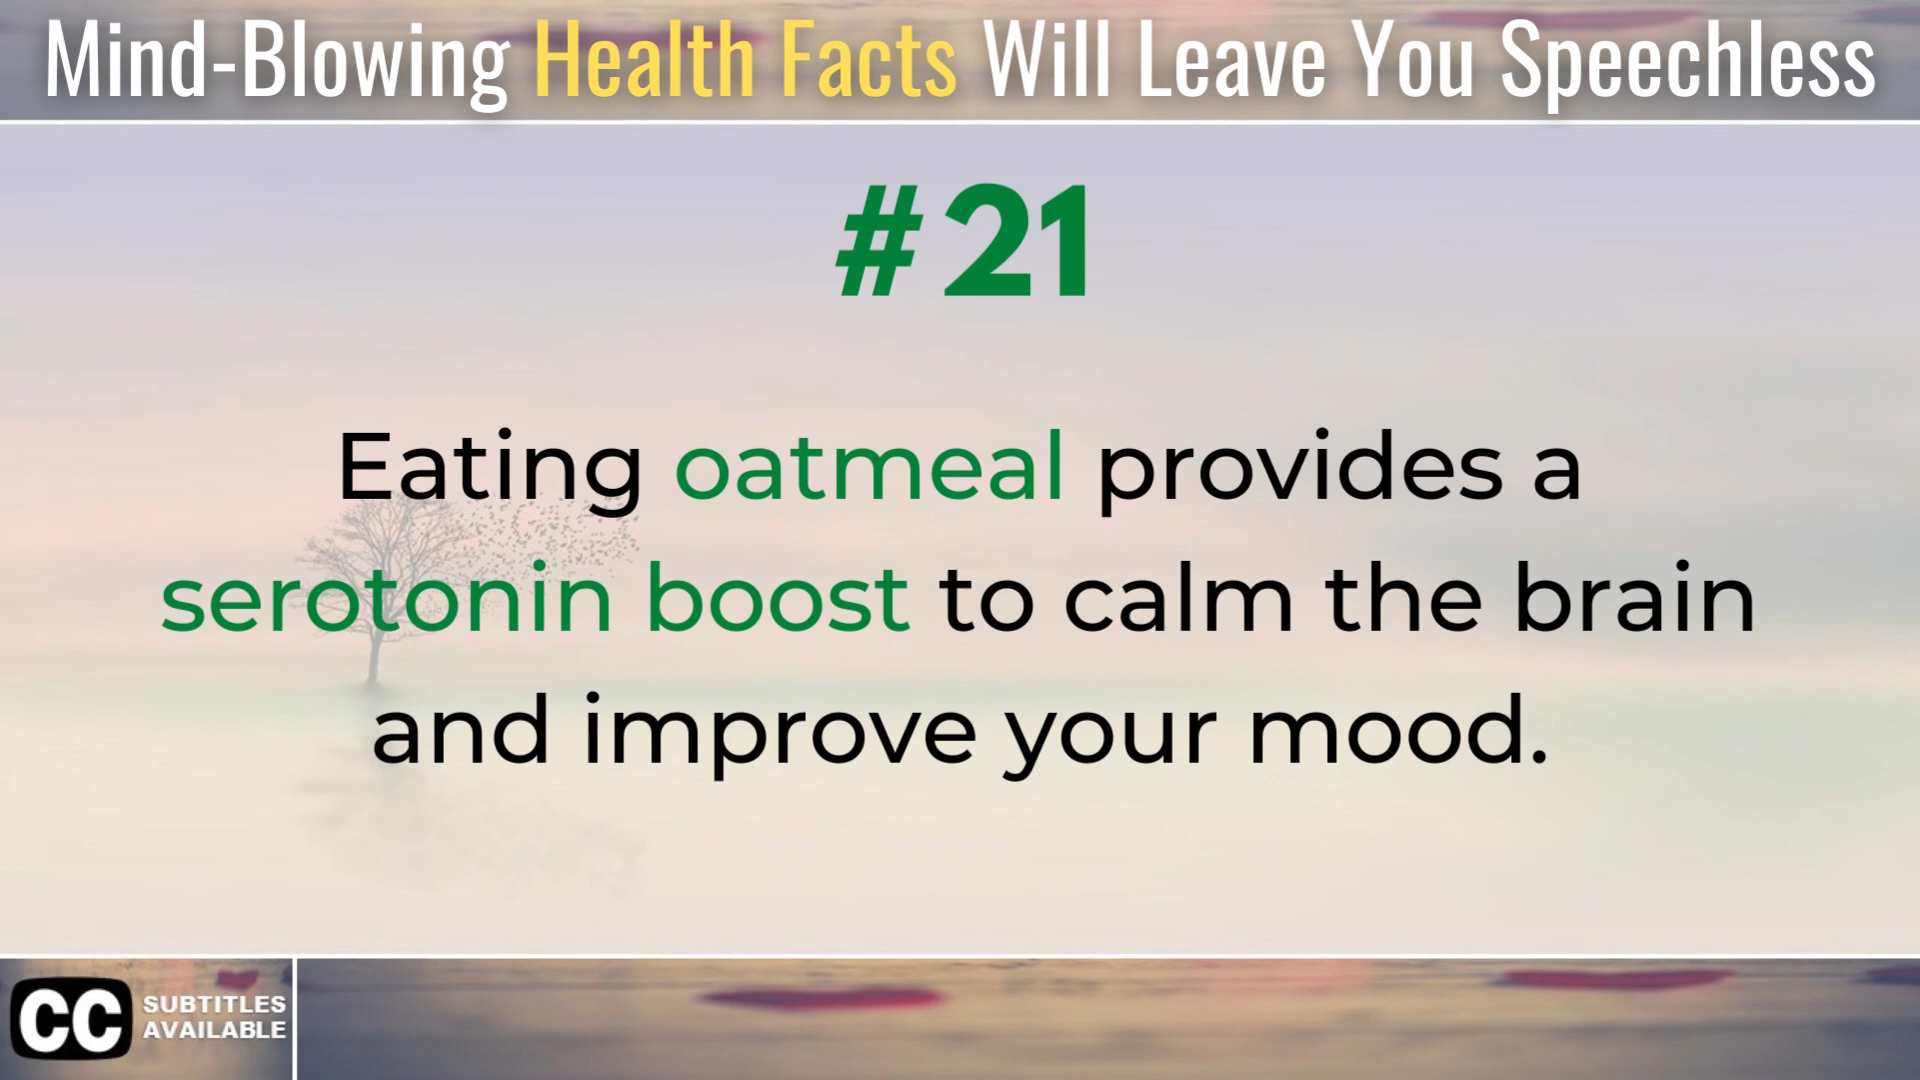 Mind-Blowing Health Facts Will Leave You Speechless
#21
Eating oatmeal provides a
serotonin boost to calm the brain
and improve your mood.
CC SUBTITLES
AVAILABLE